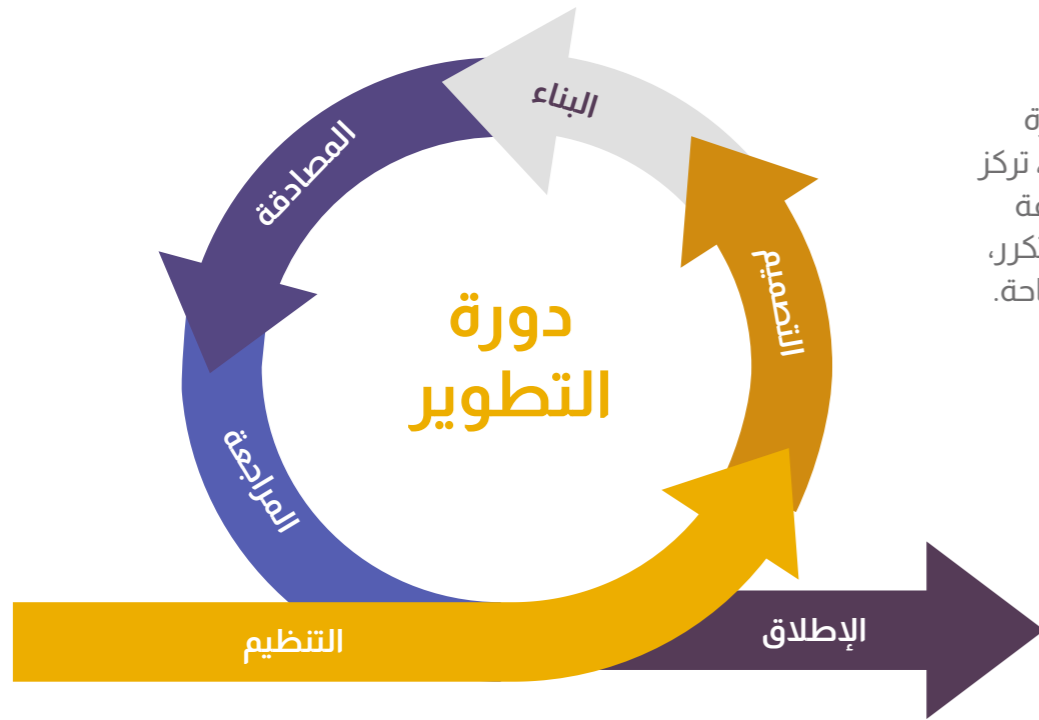 البناء
المصادقة
التصميم
دورة
التطوير
المراجعة
التنظيم
الإطلاق
تركز
تكرر،